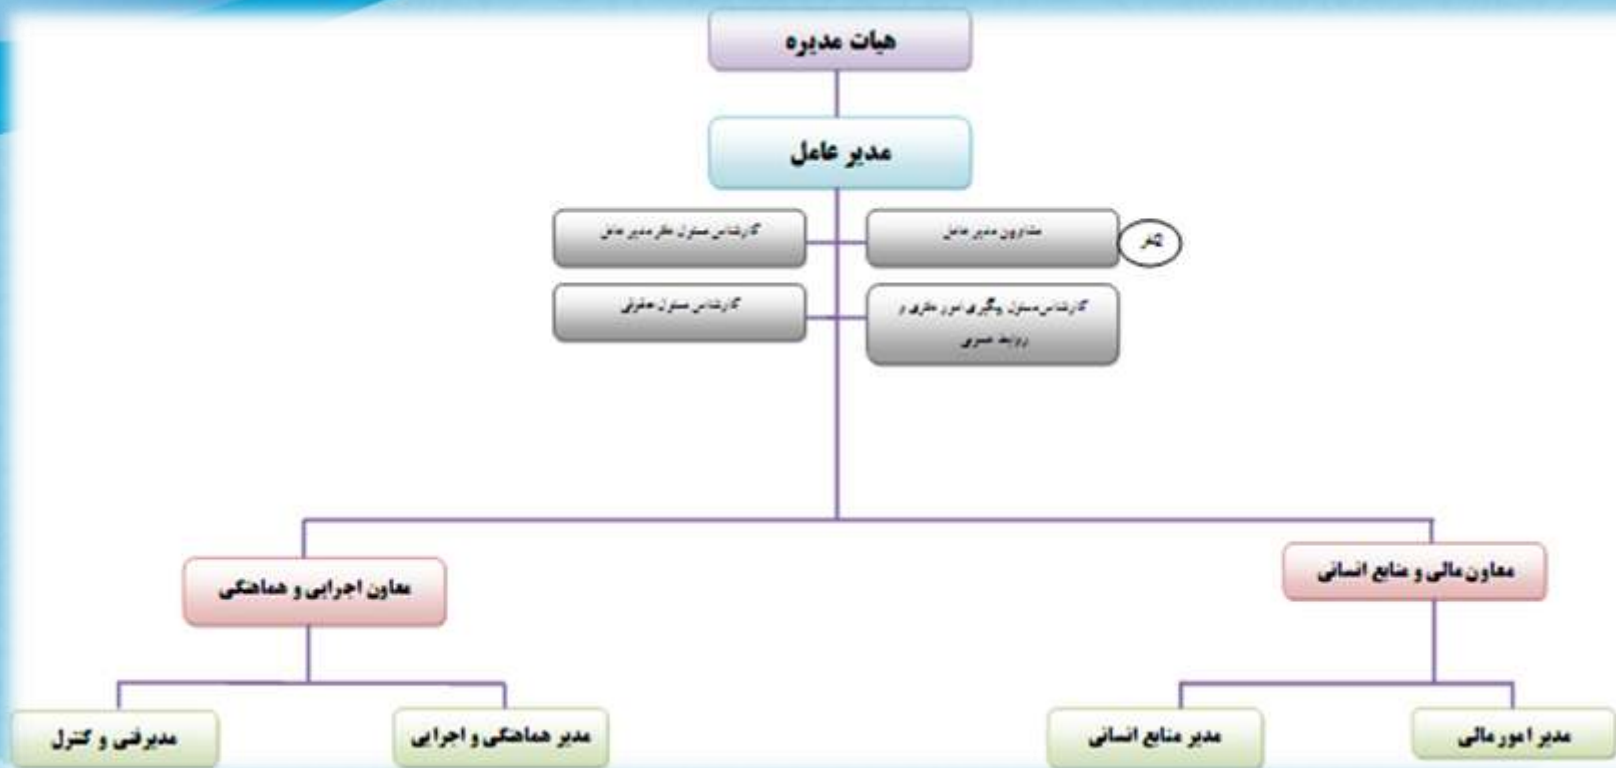 هیات مدیره
مدیر عامل
مشاورین مدیر عامل
2نفر
کارشناس مسئول دفتر مدیر عامل
کارشناس مسئول پیگیری امور دفتری و
روابط عمومی
کارشناس مسئول حقوقی
معاون مالی و منابع انسانی
معاون اجرایی و هماهنگی
مدیر امور مالی
مدیر منابع انسانی
مدیر هماهنگی و اجرایی
مدیرفنی و کنترل